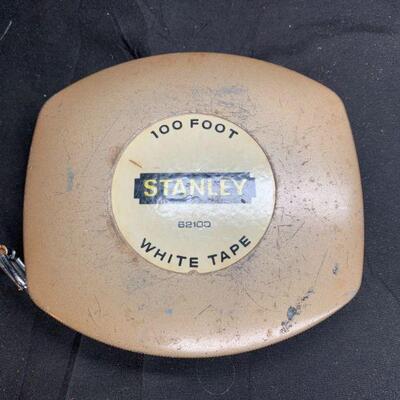 100 FOOT
STANLEY
62100
WHITE TAPE